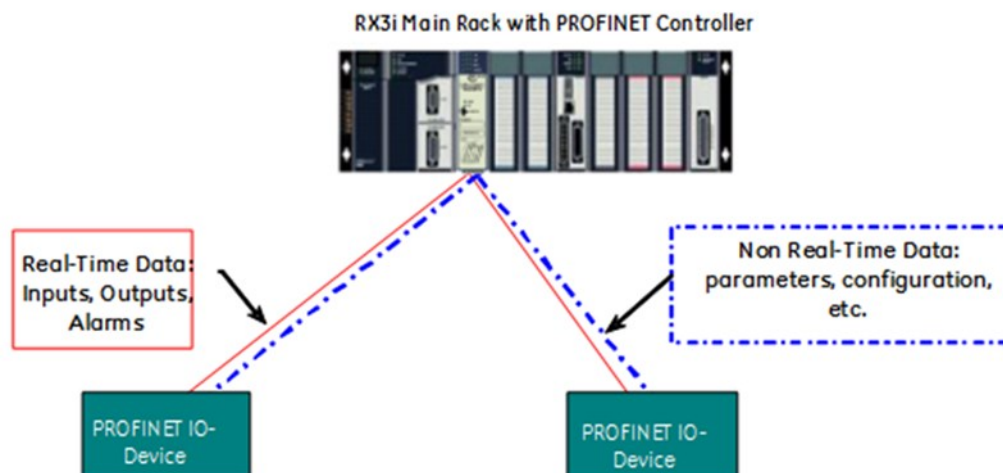 RX3i Main Rack with PROFINET Controller
Real-Time Data:
Inputs, Outputs,
Alarms
Non Real-Time Data:
parameters, configuration,
etc.
PROFINET IO-
Device
PROFINET IO-
Device